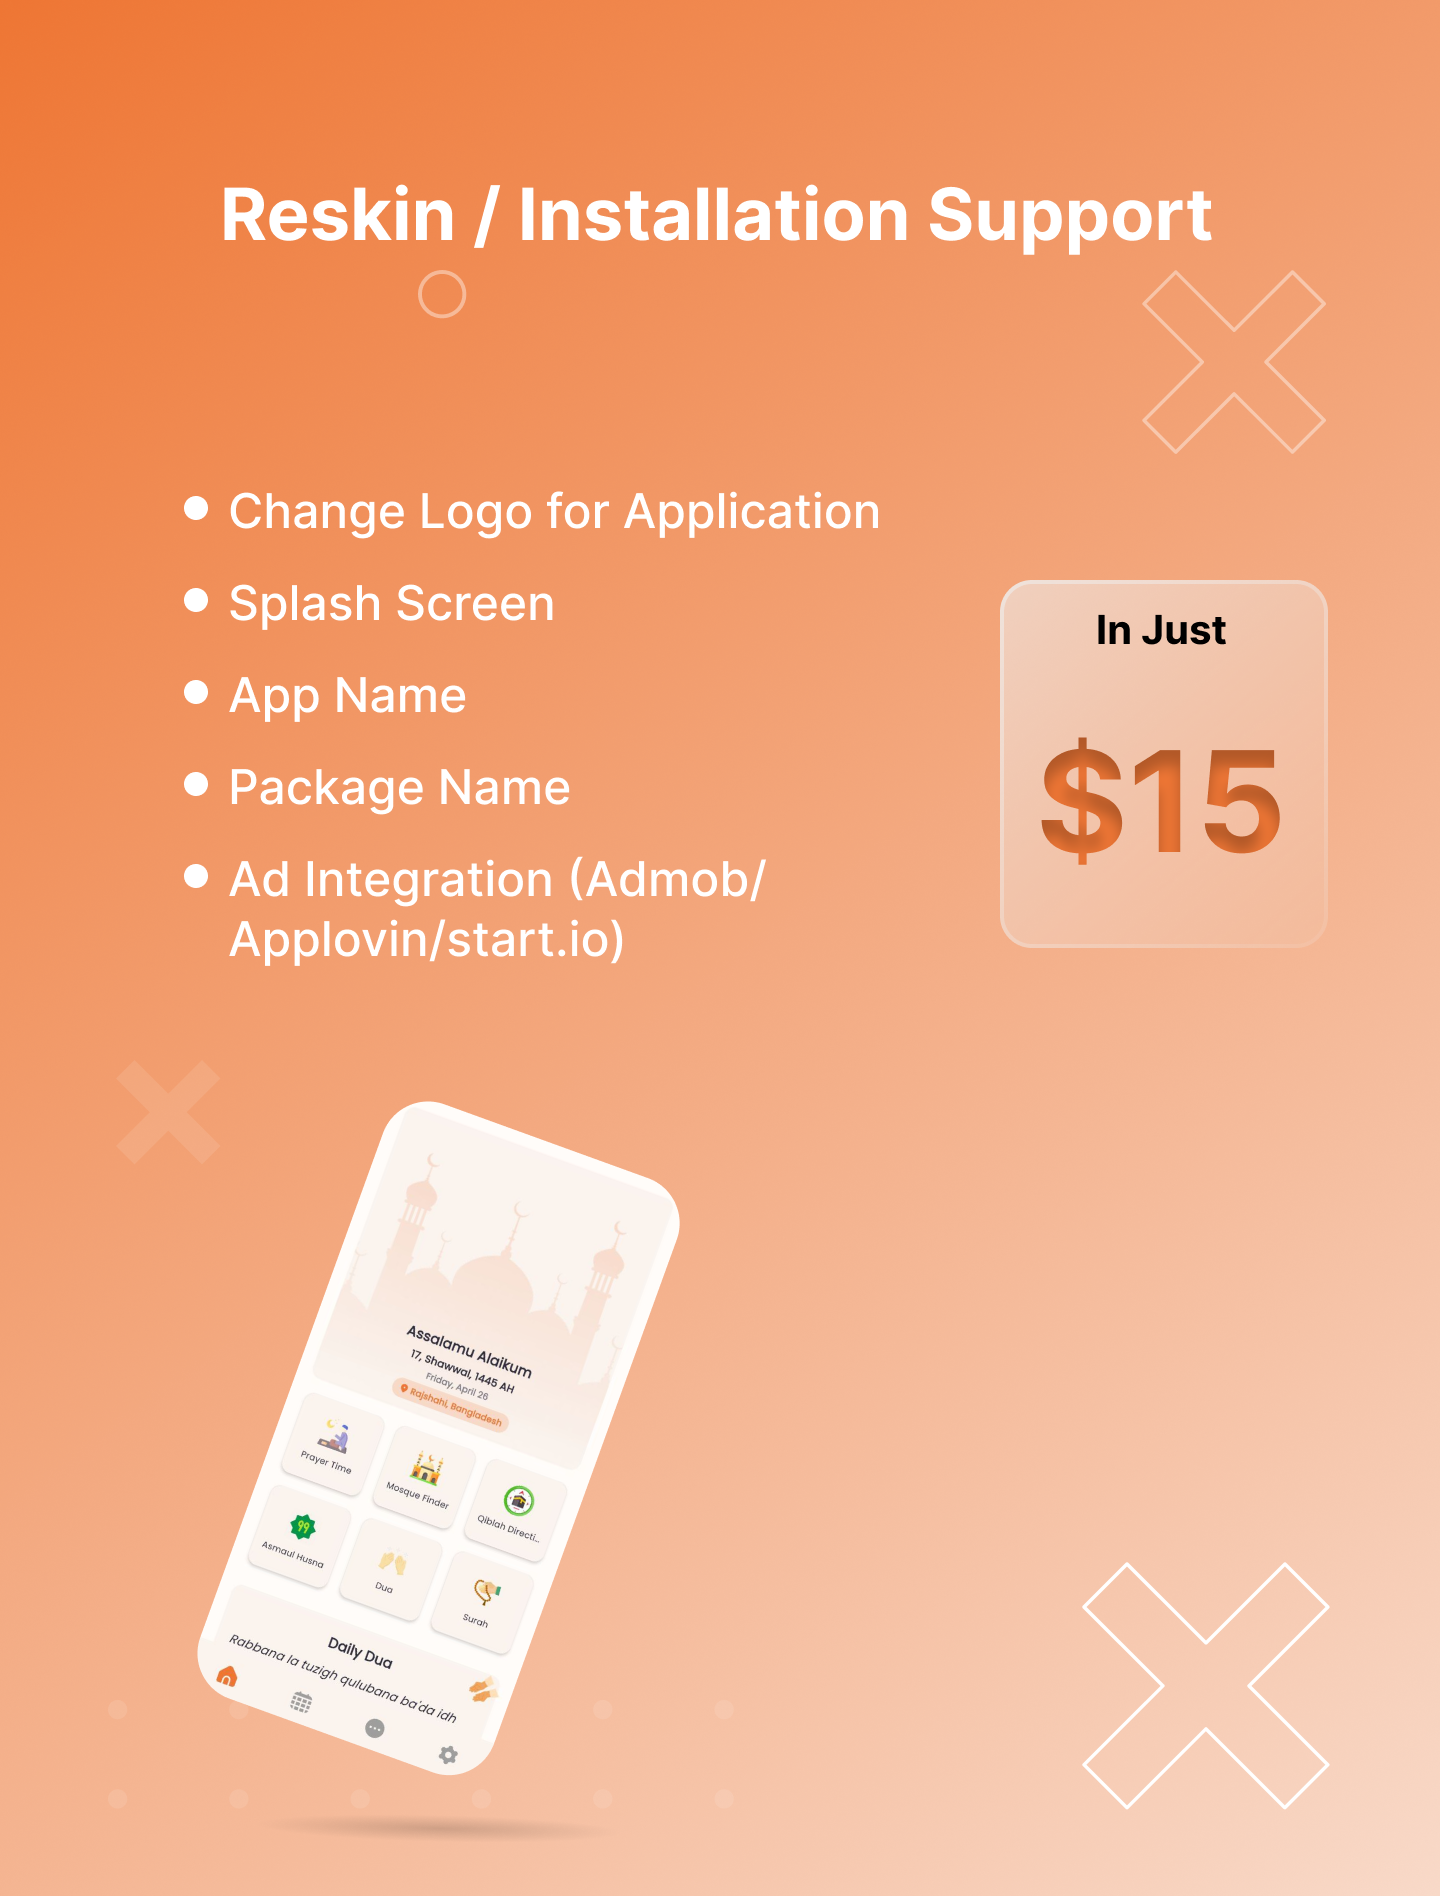 Reskin / Installation Support
Change Logo for Application
Splash Screen
App Name
Package Name
Ad Integration (Admob/
Applovin/start.io)
In Just
$15
Assalamu Alaikum
17, Shawwal, 1445 AH
Friday, April 26
Rajshahi, Bangladesh
Prayer Time
Mosque Finder
Qiblah Directi..
Asmaul Husna
99
Dua
Surah
Daily Dua
Rabbana la tuzigh qulubana ba'da idh